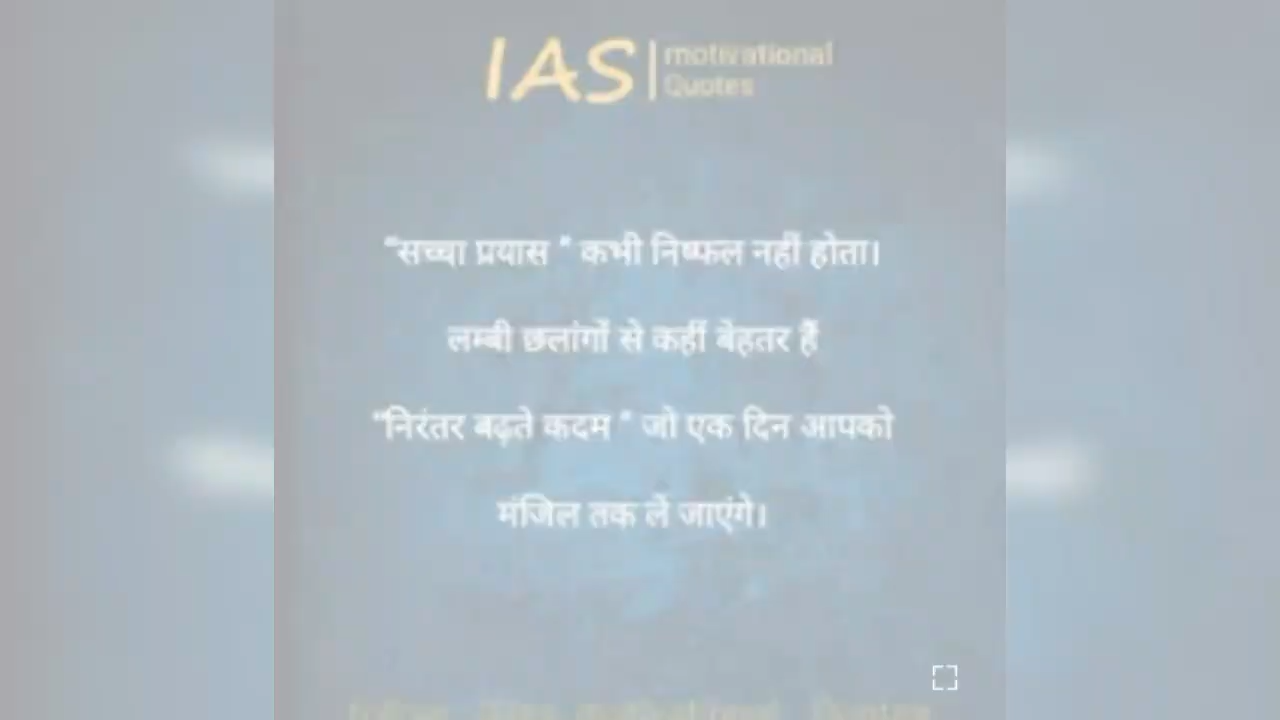 IAS
motivational
Quotes
“सच्चा प्रयास " कभी निष्फल नहीं होता।
लम्बी छलांगों से कहीं बेहतर हैं
“निरंतर बढ़ते कदम " जो एक दिन आपको
मंजिल तक ले जाएंगे।